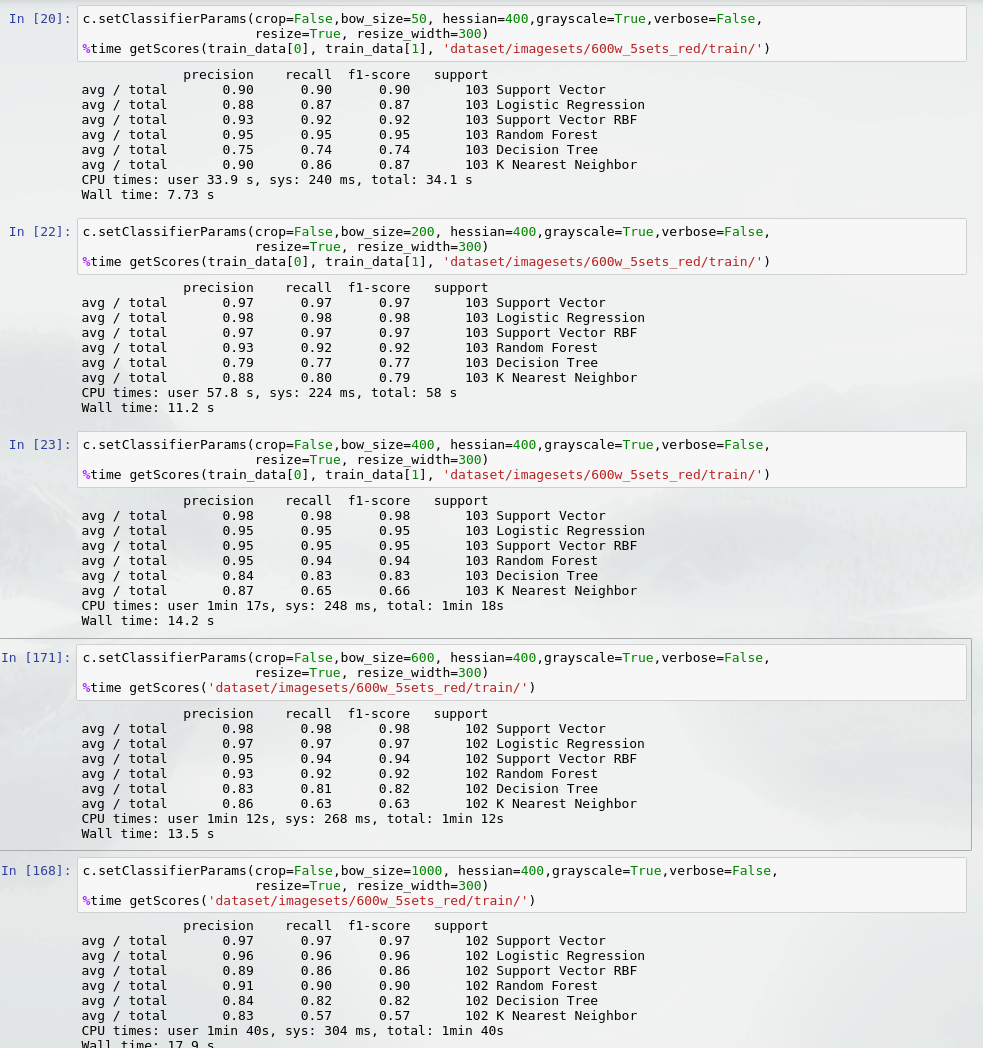 In [20]: c.setClassifierParams(crop=False,bow_size=50, hessian=400,grayscale=True,verbose=False,
resize=True, resize_width=300)
%time getScores(train_data[0], train_data[1], 'dataset/imagesets/600w_5sets_red/train/')
precision recall f1-score support
avg / total 0.90 0.90 0.90 103 Support Vector
avg / total 0.88 0.87 0.87 103 Logistic Regression
avg / total 0.93 0.92 0.92 103 Support Vector RBF
avg / total 0.95 0.95 0.95 103 Random Forest
avg / total 0.75 0.74 0.74 103 Decision Tree
avg / total 0.90 0.86 0.87 103 K Nearest Neighbor
CPU times: user 33.9 s, sys: 240 ms, total: 34.1 s
Wall time: 7.73 s
In [22]: c.setClassifierParams(crop=False,bow_size=200, hessian=400,grayscale=True,verbose=False,
resize=True, resize_width=300)
%time getScores(train_data[0], train_data[1], 'dataset/imagesets/600w_5sets_red/train/')
precision recall f1-score support
avg / total 0.97 0.97 0.97 103 Support Vector
avg / total 0.98 0.98 0.98 103 Logistic Regression
avg / total 0.97 0.97 0.97 103 Support Vector RBF
avg / total 0.93 0.92 0.92 103 Random Forest
avg / total 0.79 0.77 0.77 103 Decision Tree
avg / total 0.88 0.80 0.79 103 K Nearest Neighbor
CPU times: user 57.8 s, sys: 224 ms, total: 58 s
Wall time: 11.2 s
In [23]: c.setClassifierParams(crop=False,bow_size=400, hessian=400,grayscale=True,verbose=False,
resize=True, resize_width=300)
%time getScores(train_data[0], train_data[1], 'dataset/imagesets/600w_5sets_red/train/')
precision recall f1-score support
avg / total 0.98 0.98 0.98 103 Support Vector
avg / total 0.95 0.95 0.95 103 Logistic Regression
avg / total 0.95 0.95 0.95 103 Support Vector RBF
avg / total 0.95 0.94 0.94 103 Random Forest
avg / total 0.84 0.83 0.83 103 Decision Tree
avg / total 0.87 0.65 0.66 103 K Nearest Neighbor
CPU times: user 1min 17s, sys: 248 ms, total: 1min 18s
Wall time: 14.2 s
In [171]: c.setClassifierParams(crop=False,bow_size=600, hessian=400,grayscale=True,verbose=False,
resize=True, resize_width=300)
%time getScores('dataset/imagesets/600w_5sets_red/train/')
precision recall f1-score support
avg / total 0.98 0.98 0.98 102 Support Vector
avg / total 0.97 0.97 0.97 102 Logistic Regression
avg / total 0.95 0.94 0.94 102 Support Vector RBF
avg / total 0.93 0.92 0.92 102 Random Forest
avg / total 0.83 0.81 0.82 102 Decision Tree
avg / total 0.86 0.63 0.63 102 K Nearest Neighbor
CPU times: user 1min 12s, sys: 268 ms, total: 1min 12s
Wall time: 13.5 s
In [168]: c.setClassifierParams(crop=False,bow_size=1000, hessian=400,grayscale=True,verbose=False,
resize=True, resize_width=300)
%time getScores('dataset/imagesets/600w_5sets_red/train/')
precision recall f1-score support
avg / total 0.97 0.97 0.97 102 Support Vector
avg / total 0.96 0.96 0.96 102 Logistic Regression
avg / total 0.89 0.86 0.86 102 Support Vector RBF
avg / total 0.91 0.90 0.90 102 Random Forest
avg / total 0.84 0.82 0.82 102 Decision Tree
avg / total 0.83 0.57 0.57 102 K Nearest Neighbor
CPU times: user 1min 40s, sys: 304 ms, total: 1min 40s
Wall time: 17.9 s